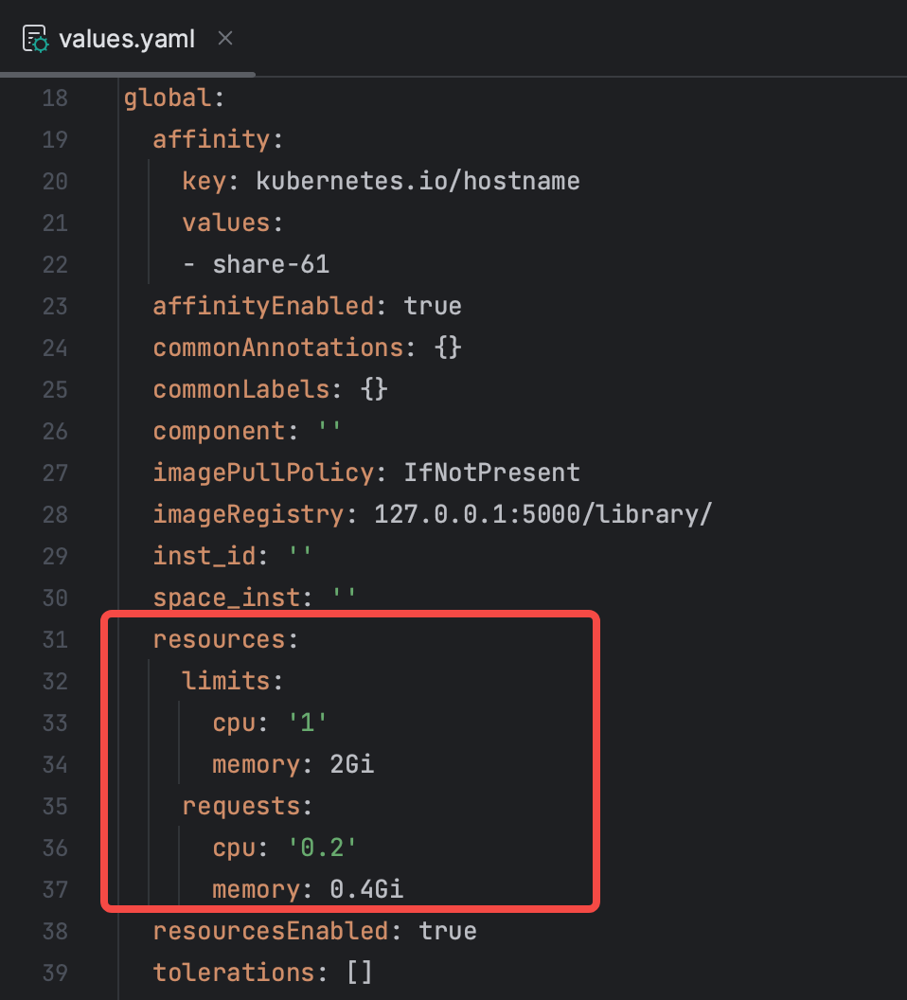 values.yaml
18 global:
19 affinity:
20 key: kubernetes.io/hostname
21 values:
22 - share-61
23 affinityEnabled: true
24 commonAnnotations: {}
25 commonLabels: {}
26 component: ''
27 imagePullPolicy: IfNotPresent
28 imageRegistry: 127.0.0.1:5000/library/
29 inst_id: ''
30 space_inst: ''
31 resources:
32 limits:
33 cpu: '1'
34 memory: 2Gi
35 requests:
36 cpu: '0.2'
37 memory: 0.4Gi
38 resourcesEnabled: true
39 tolerations: []